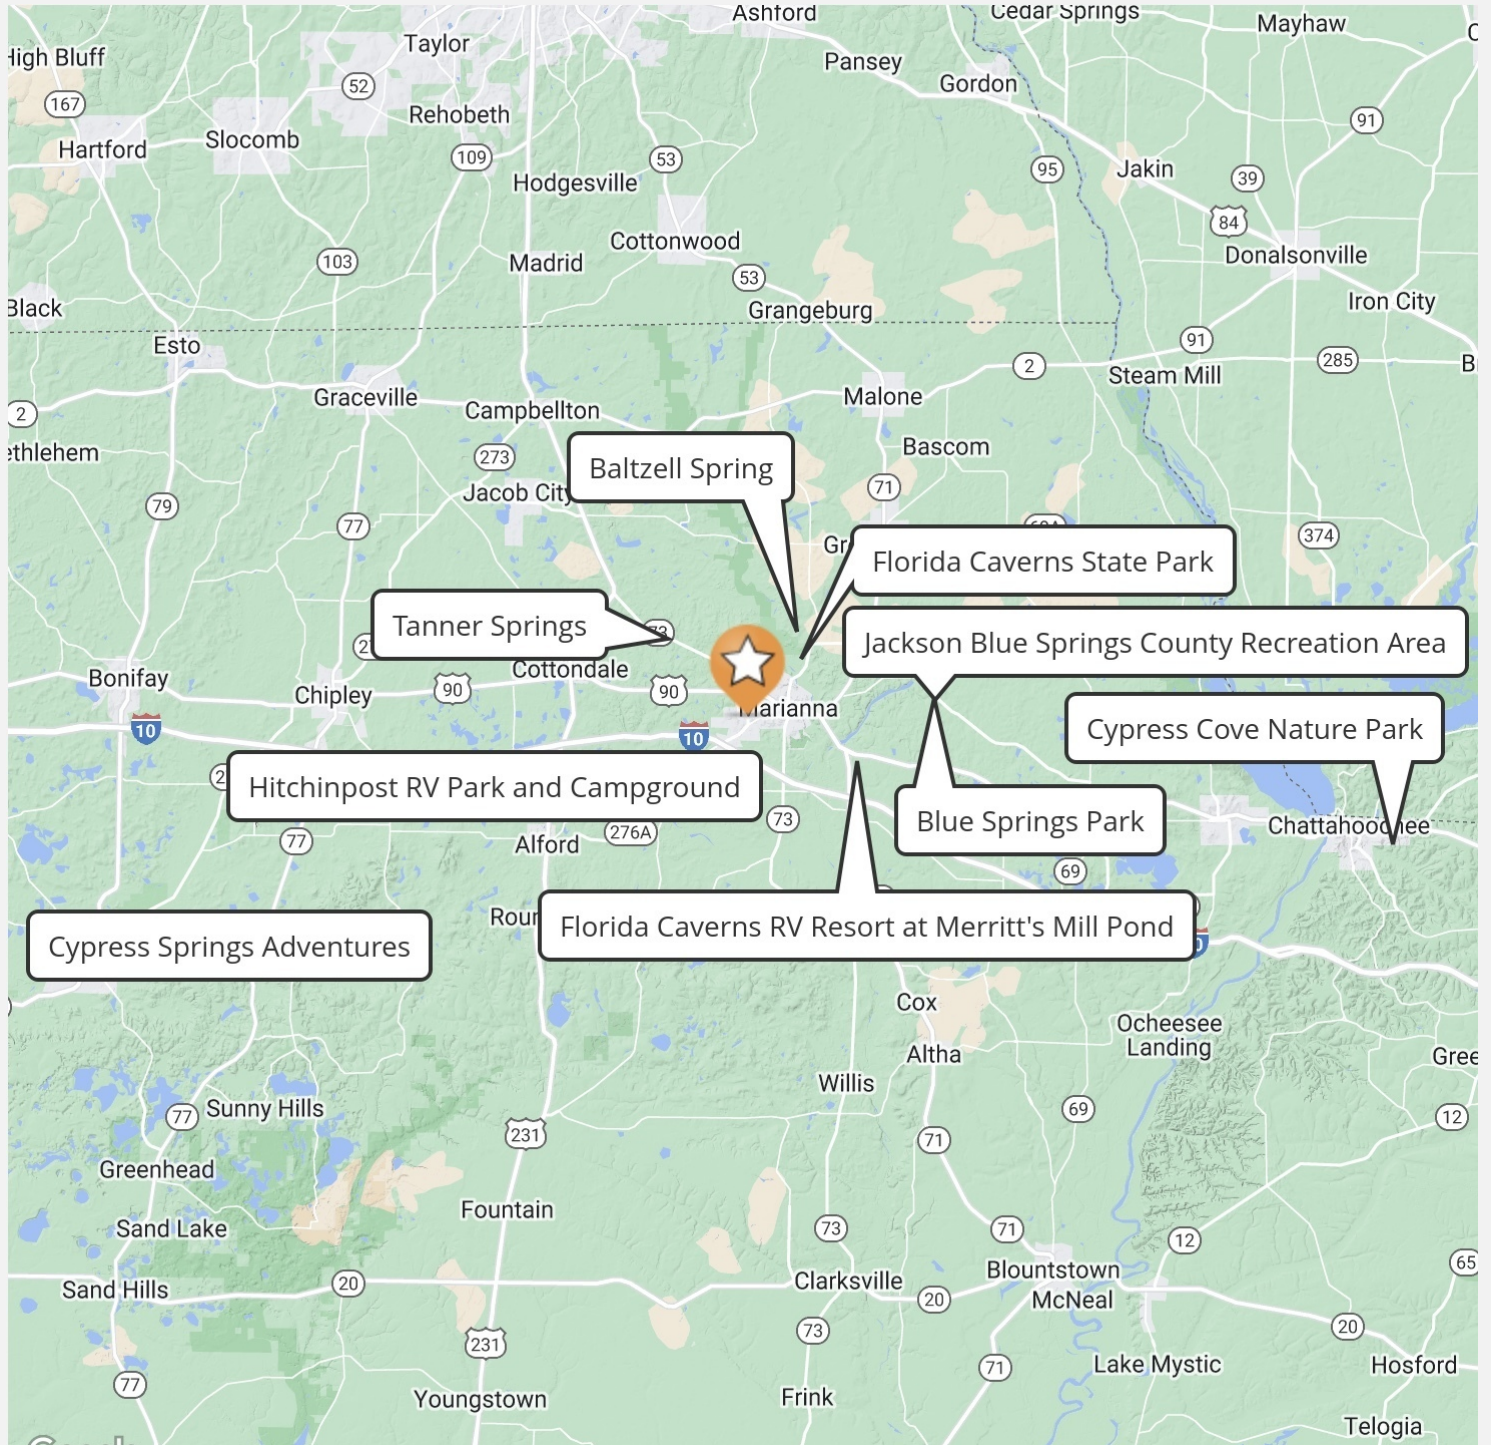 Ashford
Cedar Springs
Mayhaw
High Bluff
Taylor
Pansey
Gordon
167
52
Rehobeth
91
Hartford
Slocomb
109
53
95
Jakin
39
Hodgesville
84
Cottonwood
Donalsonville
103
Madrid
53
Black
Grangeburg
Iron City
Esto
91
2
285
Steam Mill
Graceville
Malone
2
Campbellton
Bascom
273
Baltzell Spring
71
Jacob City
79
77
374
Florida Caverns State Park
Tanner Springs
73
Jackson Blue Springs County Recreation Area
Cottondale
Bonifay
Chipley
90
90
Marianna
10
10
Cypress Cove Nature Park
Hitchinpost RV Park and Campground
Blue Springs Park
73
Chattahoochee
77
276A
Alford
69
Cypress Springs Adventures
Florida Caverns RV Resort at Merritt's Mill Pond
Cox
Ocheesee
Landing
Altha
Willis
77
Sunny Hills
69
12
231
71
Greenhead
Fountain
Sand Lake
73
71
12
Blountstown
65
Sand Hills
20
Clarksville
20
McNeal
73
20
231
71
Lake Mystic
Hosford
77
Youngstown
Frink
Telogia